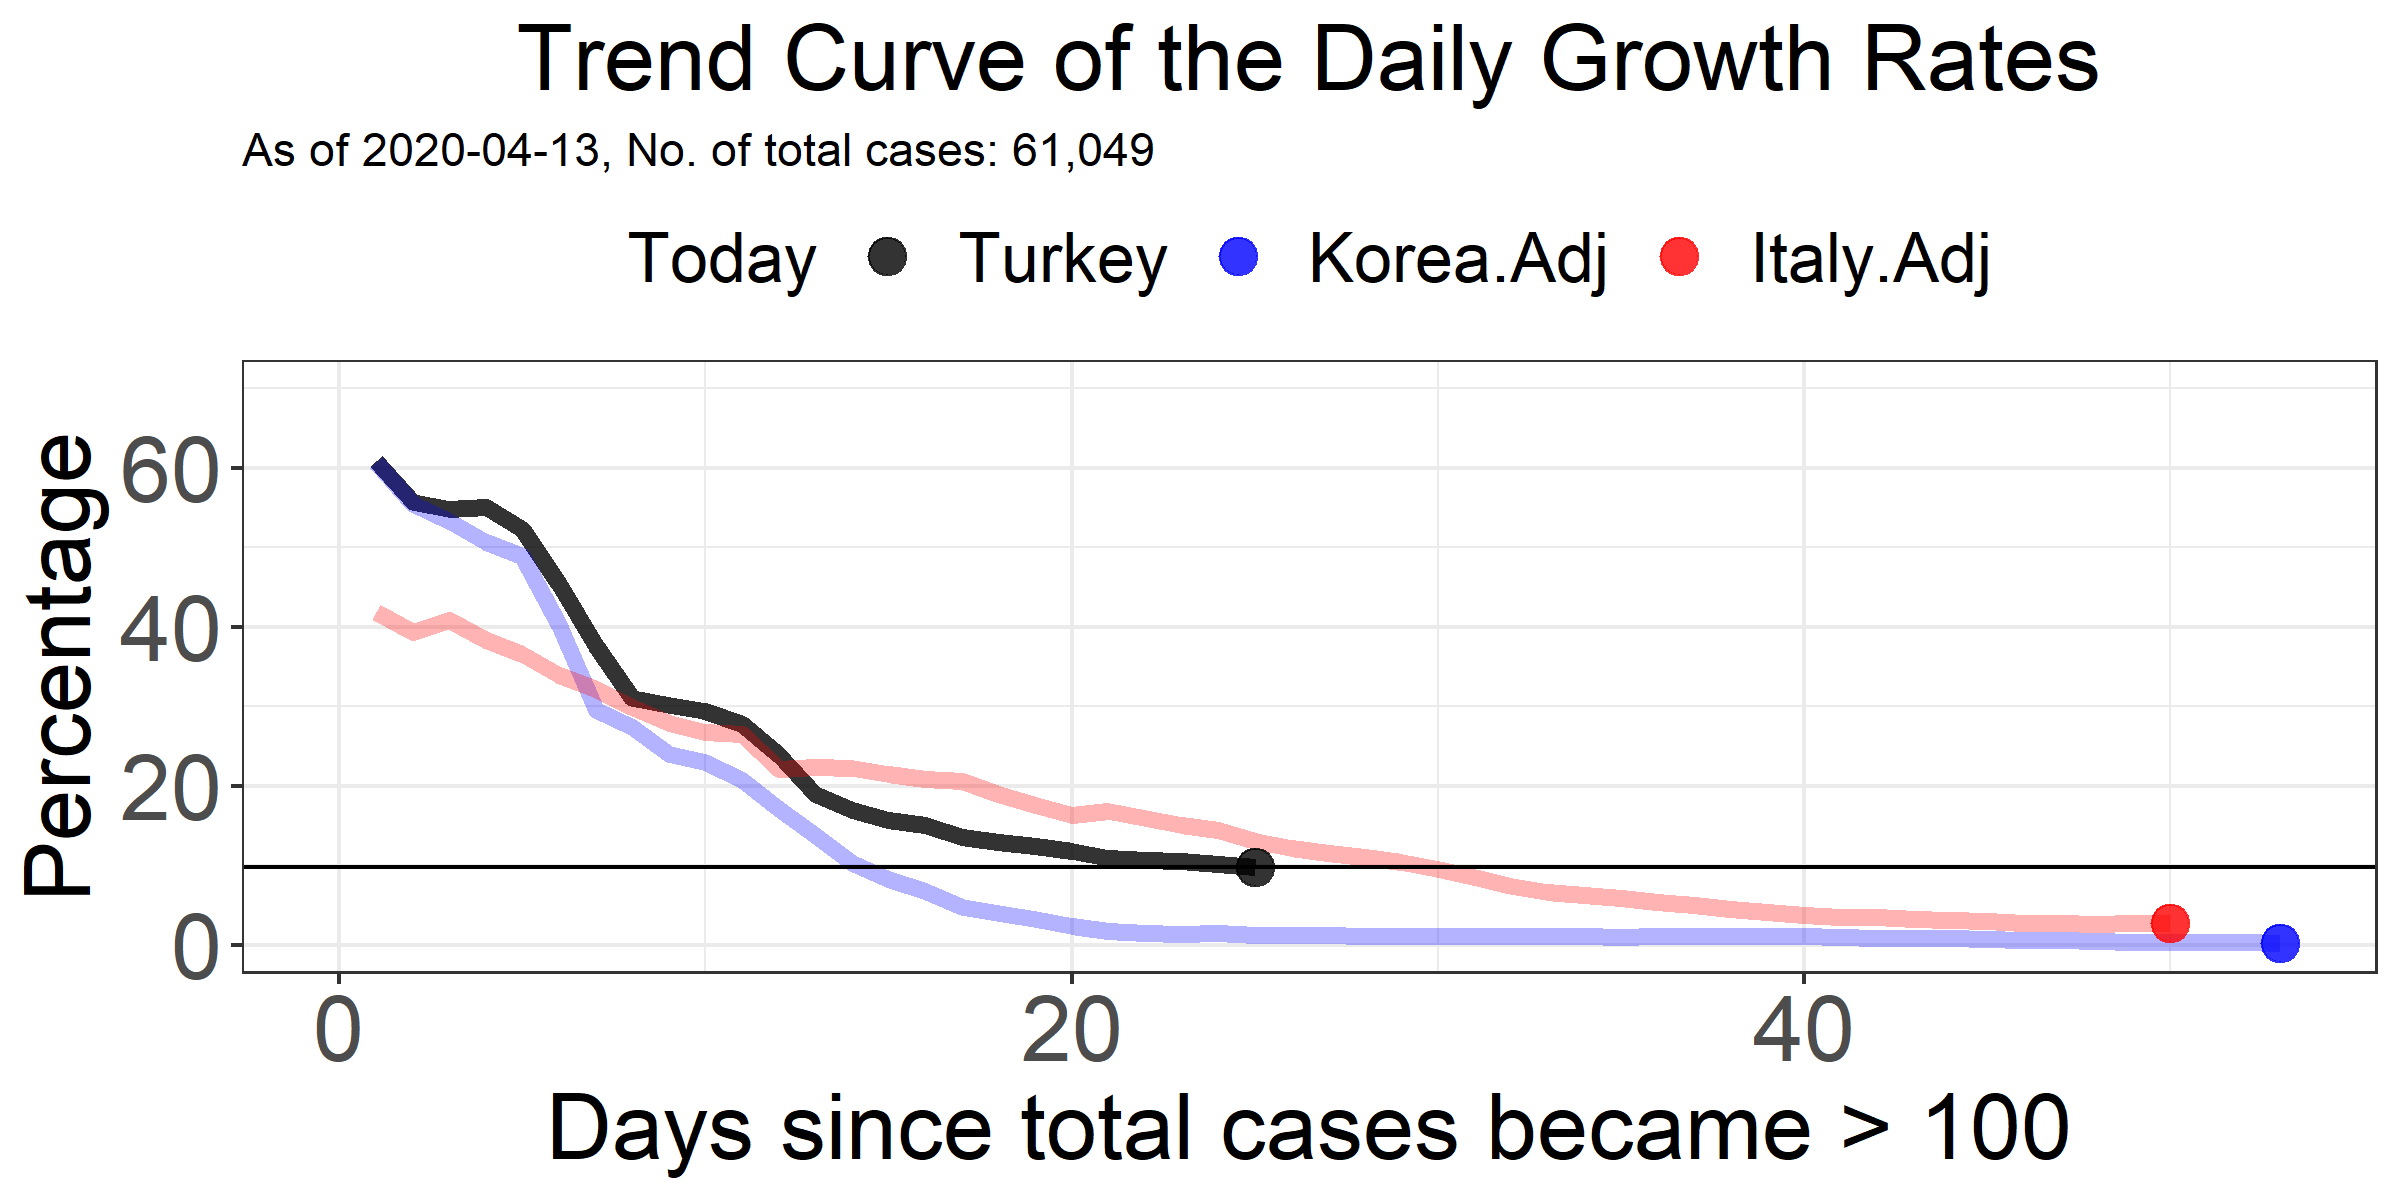 Trend Curve of the Daily Growth Rates
As of 2020-04-13, No. of total cases: 61,049
Today Turkey Korea.Adj Italy.Adj
Percentage
60
40
20
0
0 20 40
Days since total cases became > 100